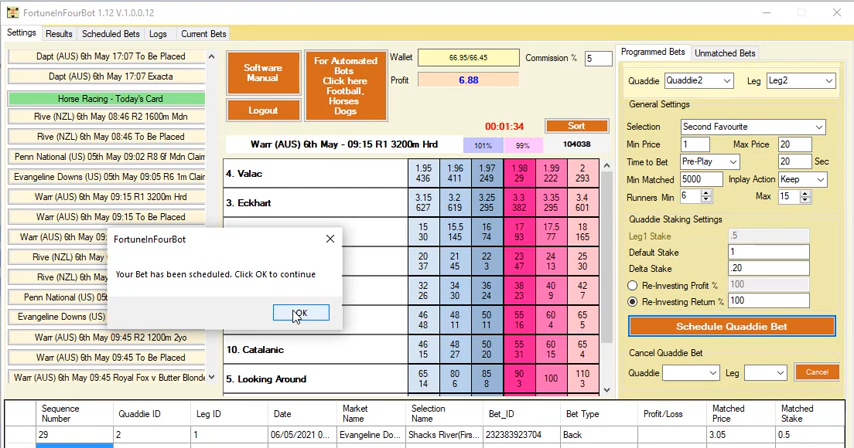 FortuneInFourBot 1.12 V.1.0.0.12
Settings Results Scheduled Bets Logs Current Bets
Dapt (AUS) 6th May 17:07 To Be Placed
Dapt (AUS) 6th May 17:07 Exacta
Horse Racing - Today's Card
Rive (NZL) 6th May 08:46 R2 1600m Mdn
Rive (NZL) 6th May 08:46 To Be Placed
Penn National (US) 05th May 09:02 R8 6f Mdn Claim
Evangeline Downs (US) 05th May 09:05 R6 1m Claim
Warr (AUS) 6th May 09:15 R1 3200m Hrd
Warr (AUS) 6th May 09:15 To Be Placed
Warr (AUS) 6th May 09:
Rive (NZL) 6th May 0
Rive (NZL) 6th May
Penn National (US) 05t
Evangeline Downs (US) 05
Warr (AUS) 6th May 09:45 R2 1200m 2yo
Warr (AUS) 6th May 09:45 To Be Placed
Warr (AUS) 6th May 09:45 Royal Fox v Butter Blonde
Software
Manual
Logout
For Automated
Bots
Click here
Football,
Horses
Dogs
Wallet 66.95/66.45 Commission % 5
Profit 6.88
00:01:34 Sort
Warr (AUS) 6th May - 09:15 R1 3200m Hrd 101% 99% 104038
4. Valac 1.95 1.96 1.97 1.98 1.99 2
436 411 249 29 222 293
3. Eckhart 3.15 3.2 3.25 3.3 3.35 3.4
627 619 295 382 295 601
15 15.5 16 17 17.5 18
30 145 74 93 77 165
20 21 22 23 24 25
37 45 3 47 13 30
32 34 36 38 40 42
26 30 24 23 9 7
46 48 50 55 60 65
48 11 11 16 4 5
10. Catalanic 46 48 50 55 60 65
15 27 20 31 15 4
5. Looking Around 65 80 85 90 100 110
14 6 8 3 3
FortuneInFourBot
Your Bet has been scheduled. Click OK to continue
OK
Programmed Bets Unmatched Bets
Quaddie Quaddie2 Leg Leg2
General Settings
Selection Second Favourite
Min Price 1 Max Price 20
Time to Bet Pre-Play 20 Sec
Min Matched 5000 Inplay Action Keep
Runners Min 6 Max 15
Quaddie Staking Settings
Leg1 Stake .5
Default Stake 1
Delta Stake .20
Re-Investing Profit % 100
Re-Investing Return % 100
Schedule Quaddie Bet
Cancel Quaddie Bet
Quaddie Leg Cancel
Sequence Number Quaddie ID Leg ID Date Market Name Selection Name Bet_ID Bet Type Profit/Loss Matched Price Matched Stake
29 2 1 06/05/2021 0... Evangeline Do... Shacks River(Firs... 232383923704 Back 3.05 0.5